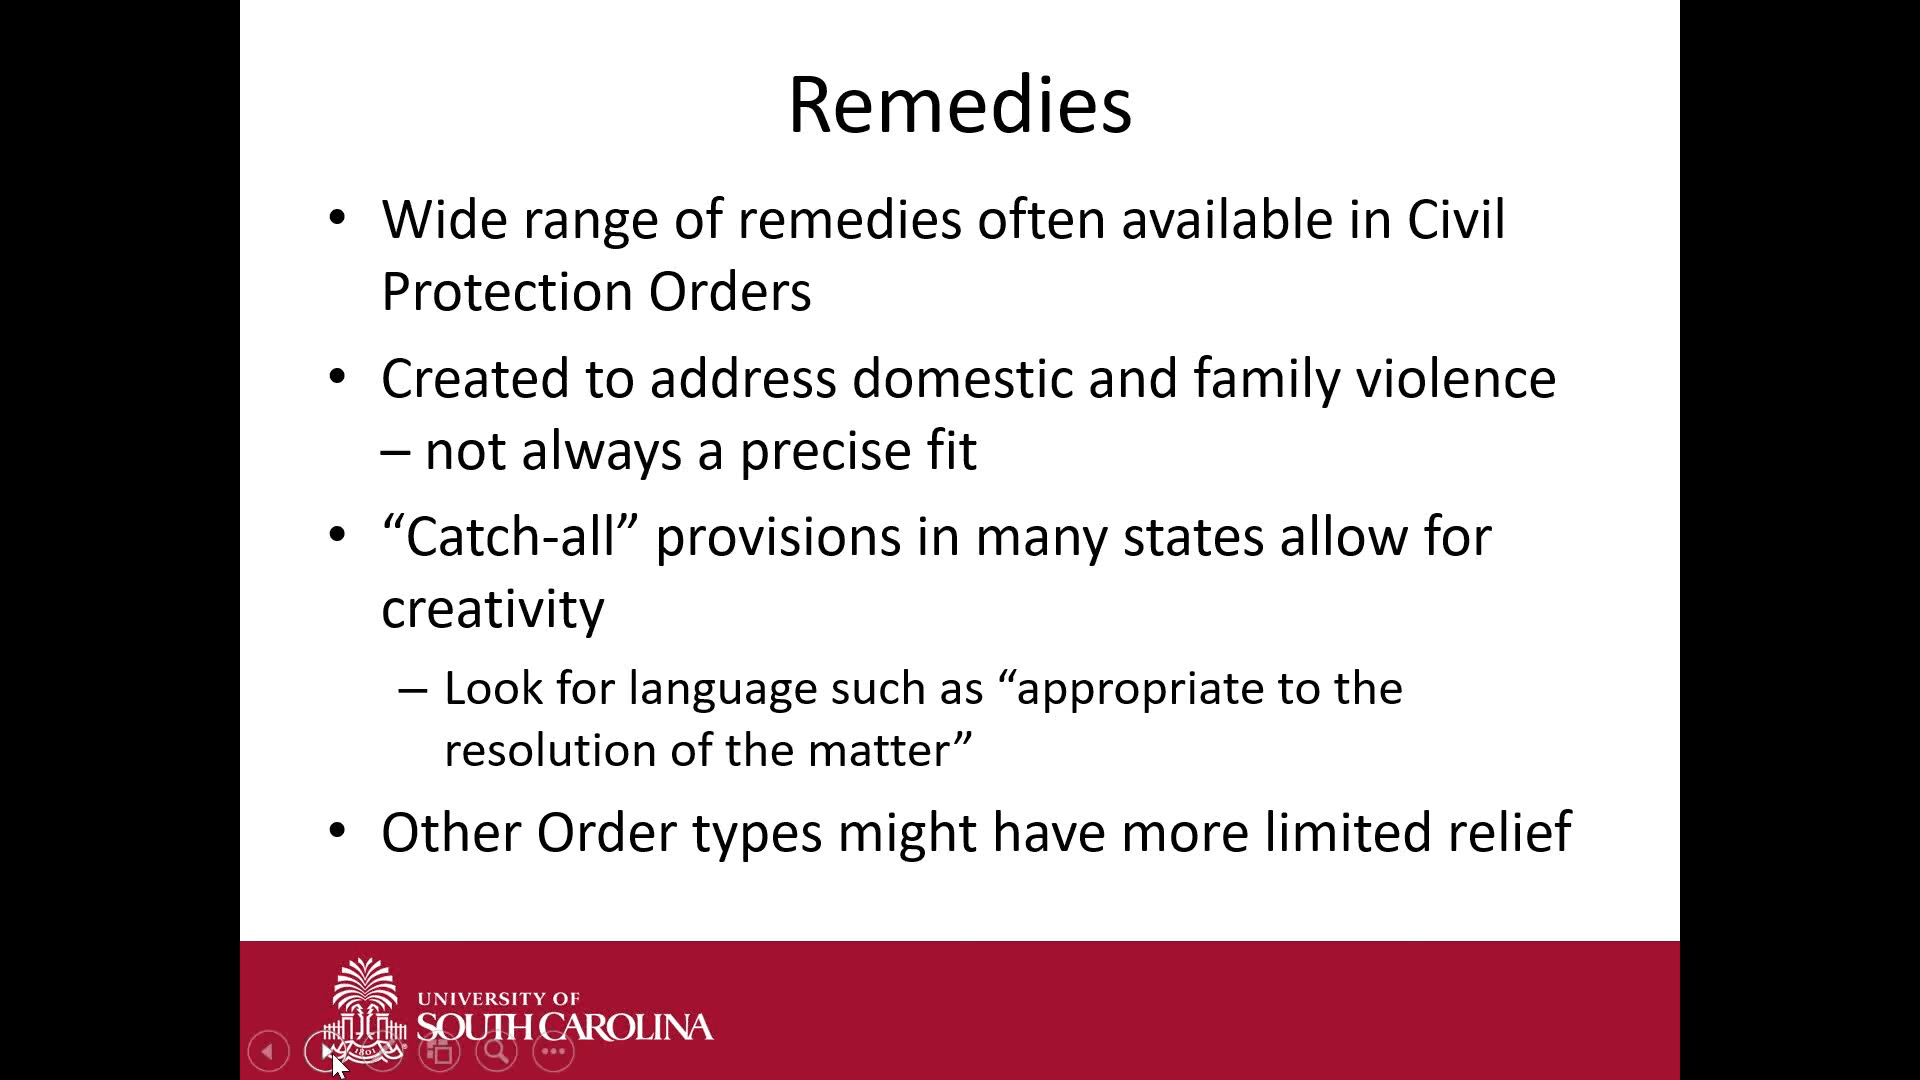 Remedies
• Wide range of remedies often available in Civil
Protection Orders
• Created to address domestic and family violence
– not always a precise fit
• “Catch-all” provisions in many states allow for
creativity
– Look for language such as “appropriate to the
resolution of the matter”
• Other Order types might have more limited relief
UNIVERSITY OF
SOUTH CAROLINA
1801